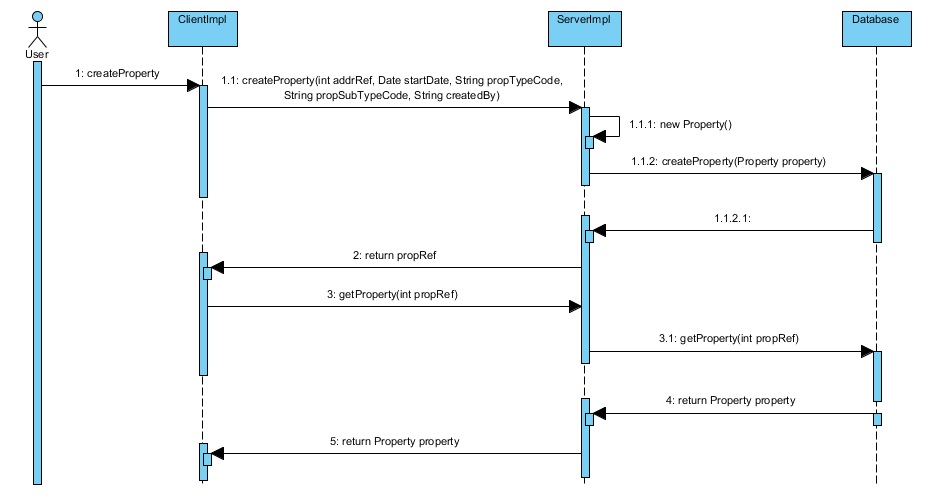 ClientImpl
ServerImpl
Database
User
1: createProperty
1.1: createProperty(int addrRef, Date startDate, String propTypeCode,
String propSubTypeCode, String createdBy)
1.1.1: new Property()
1.1.2: createProperty(Property property)
1.1.2.1:
2: return propRef
3: getProperty(int propRef)
3.1: getProperty(int propRef)
4: return Property property
5: return Property property